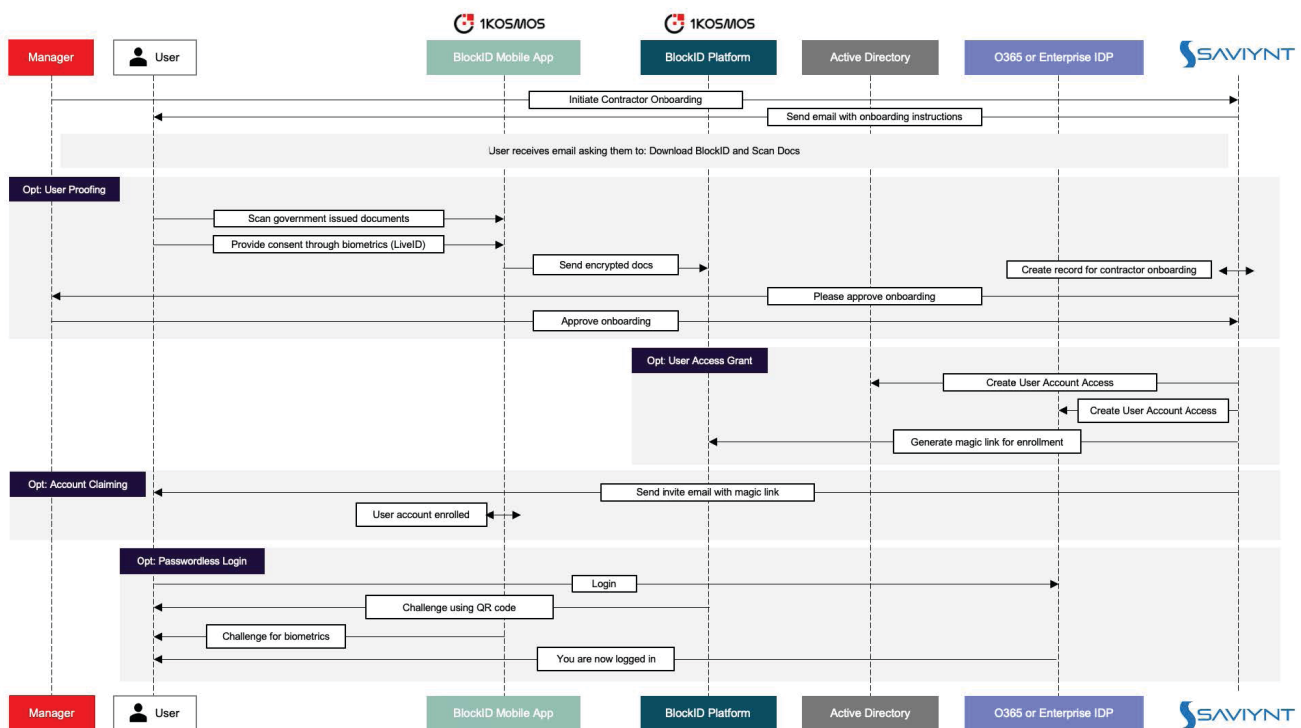 1KOSMOS
1KOSMOS
Manager
User
BlockID Mobile App
BlockID Platform
Active Directory
O365 or Enterprise IDP
SAVIYNT
Initiate Contractor Onboarding
Send email with onboarding instructions
User receives email asking them to: Download BlockID and Scan Docs
Opt: User Proofing
Scan government issued documents
Provide consent through biometrics (LiveID)
Send encrypted docs
Create record for contractor onboarding
Please approve onboarding
Approve onboarding
Opt: User Access Grant
Create User Account Access
Create User Account Access
Generate magic link for enrollment
Opt: Account Claiming
Send invite email with magic link
User account enrolled
Opt: Passwordless Login
Login
Challenge using QR code
Challenge for biometrics
You are now logged in
Manager
User
BlockID Mobile App
BlockID Platform
Active Directory
O365 or Enterprise IDP
SAVIYNT